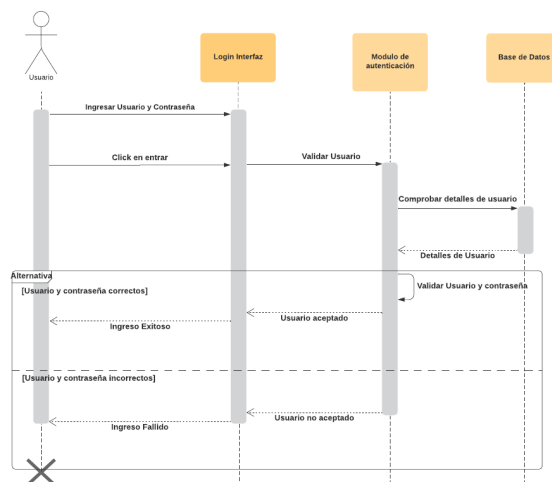 Usuario
Login Interfaz
Modulo de
autenticación
Base de Datos
Ingresar Usuario y Contraseña
Click en entrar
Validar Usuario
Comprobar detalles de usuario
Detalles de Usuario
Alternativa
[Usuario y contraseña correctos]
Validar Usuario y contraseña
Usuario aceptado
Ingreso Exitoso
[Usuario y contraseña incorrectos]
Usuario no aceptado
Ingreso Fallido